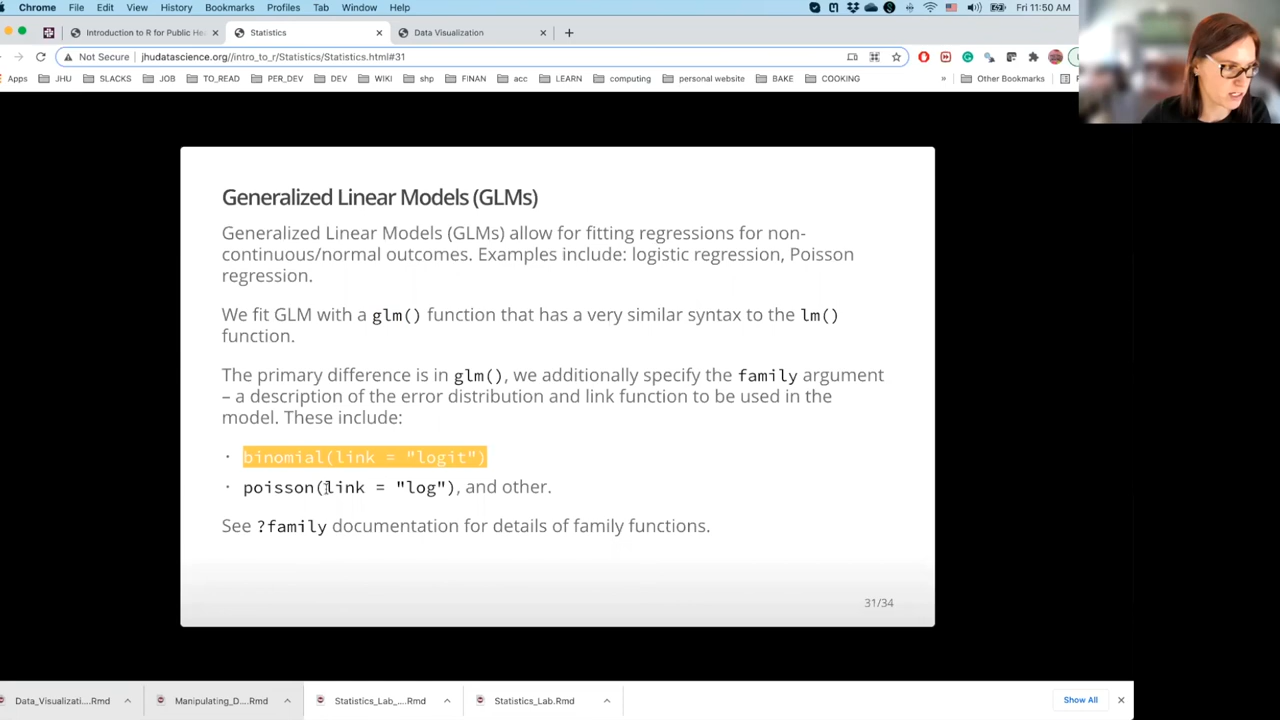 Chrome File Edit View History Bookmarks Profiles Tab Window Help Fri 11:50 AM
Introduction to R for Public He Statistics Data Visualization
Not Secure jhudatascience.org//intro_to_r/Statistics/Statistics.html#31
Apps JHU SLACKS JOB TO_READ PER_DEV DEV WIKI shp FINAN acc LEARN computing personal website BAKE COOKING » Other Bookmarks
Generalized Linear Models (GLMs)
Generalized Linear Models (GLMs) allow for fitting regressions for non-
continuous/normal outcomes. Examples include: logistic regression, Poisson
regression.
We fit GLM with a glm() function that has a very similar syntax to the lm()
function.
The primary difference is in glm(), we additionally specify the family argument
– a description of the error distribution and link function to be used in the
model. These include:
· binomial(link = "logit")
· poisson(link = "log"), and other.
See ?family documentation for details of family functions.
31/34
Data_Visualizati....Rmd Manipulating_D....Rmd Statistics_Lab_....Rmd Statistics_Lab.Rmd Show All